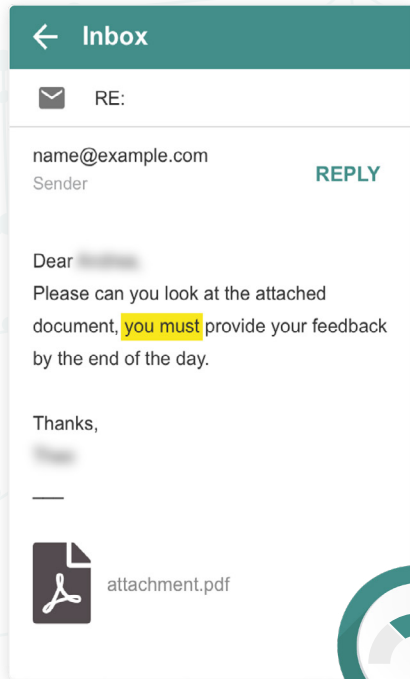 Inbox
RE:
name@example.com
Sender
REPLY
Dear
Please can you look at the attached
document, you must provide your feedback
by the end of the day.
Thanks,
attachment.pdf